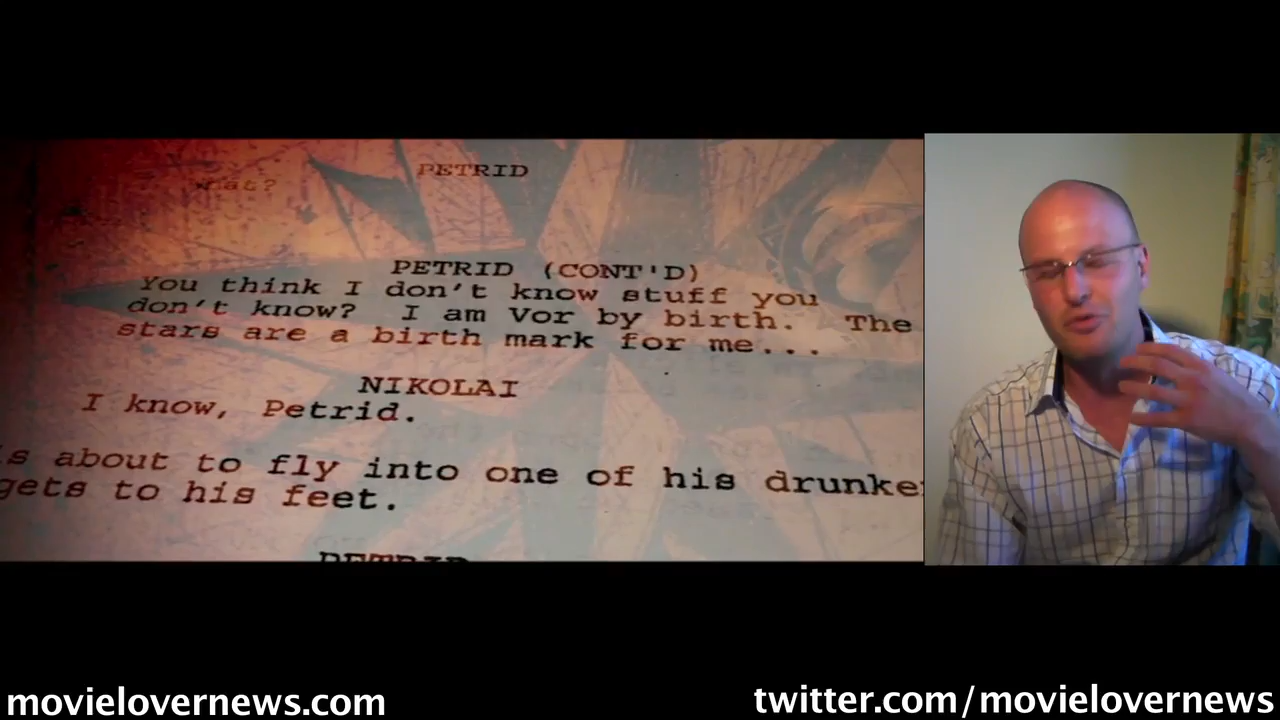 PETRID
PETRID (CONT'D)
You think I don't know stuff you
don't know? I am Vor by birth. The
stars are a birth mark for me...
NIKOLAI
I know, Petrid.
about to fly into one of his
gets to his feet.
PETRID
movielovernews.com
twitter.com/movielovernews